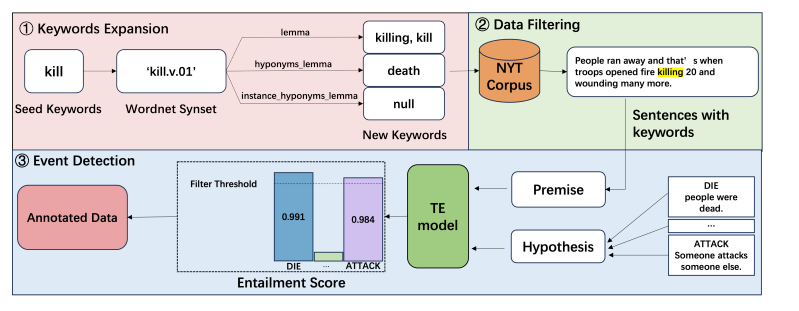 ① Keywords Expansion
kill
Seed Keywords
'kill.v.01'
Wordnet Synset
lemma
hyponyms_lemma
instance_hyponyms_lemma
killing, kill
death
null
New Keywords
② Data Filtering
NYT
Corpus
People ran away and that' s when
troops opened fire killing 20 and
wounding many more.
Sentences with
keywords
③ Event Detection
Annotated Data
Filter Threshold
0.991
0.984
DIE
...
ATTACK
Entailment Score
TE
model
Premise
Hypothesis
DIE
people were
dead.
...
ATTACK
Someone attacks
someone else.